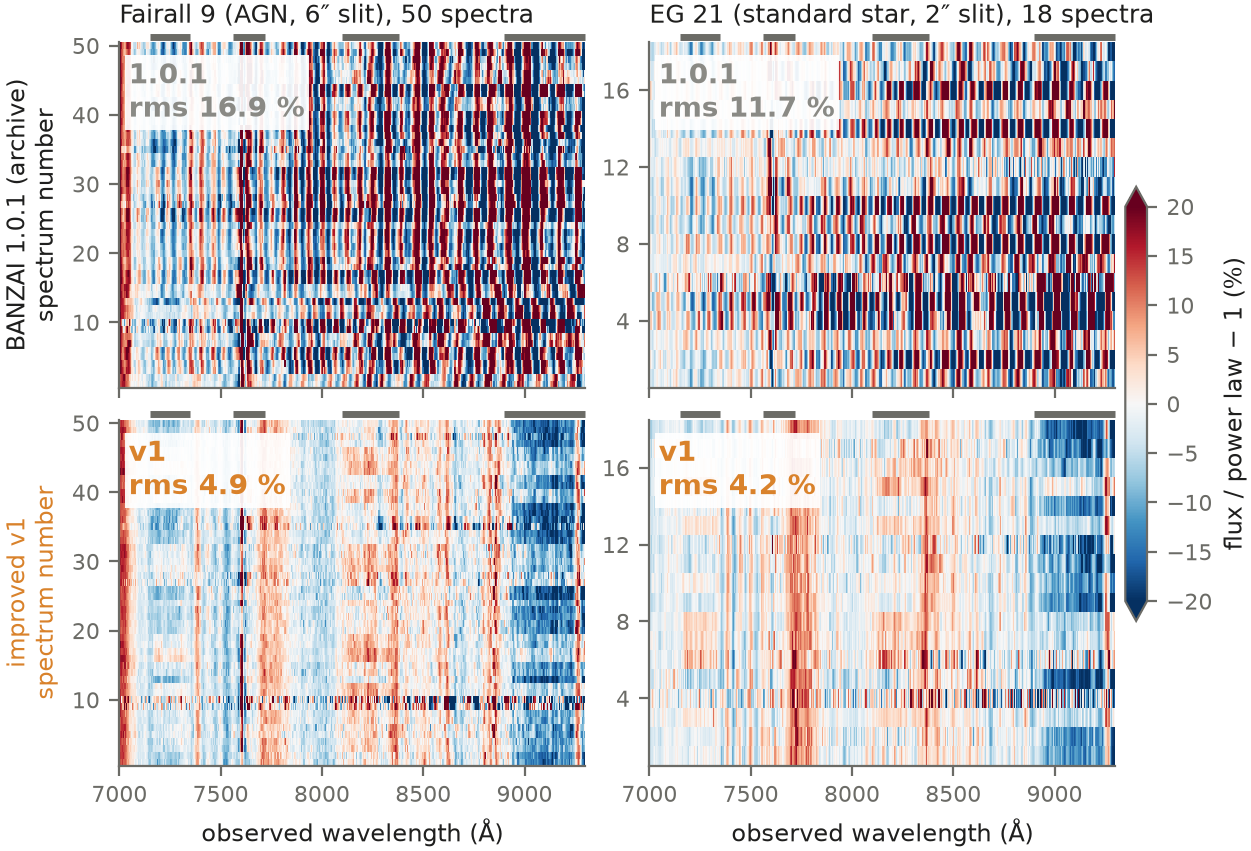 Fairall 9 (AGN, 6″ slit), 50 spectra
EG 21 (standard star, 2″ slit), 18 spectra
BANZAI 1.0.1 (archive)
spectrum number
50
40
30
20
10
1.0.1
rms 16.9 %
16
12
8
4
1.0.1
rms 11.7 %
improved v1
spectrum number
50
40
30
20
10
v1
rms 4.9 %
16
12
8
4
v1
rms 4.2 %
7000
7500
8000
8500
9000
observed wavelength (Å)
7000
7500
8000
8500
9000
observed wavelength (Å)
20
15
10
5
0
−5
−10
−15
−20
flux / power law − 1 (%)